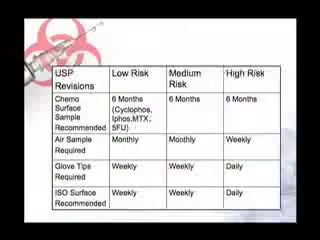 USP Low Risk Medium High Risk
Revisions Risk
Chemo 6 Months 6 Months 6 Months
Surface (Cyclophos,
Sample Iphos.MTX,
Recommended 5FU)
Air Sample Monthly Monthly Weekly
Required
Glove Tips Weekly Weekly Daily
Required
ISO Surface Weekly Weekly Daily
Recommended